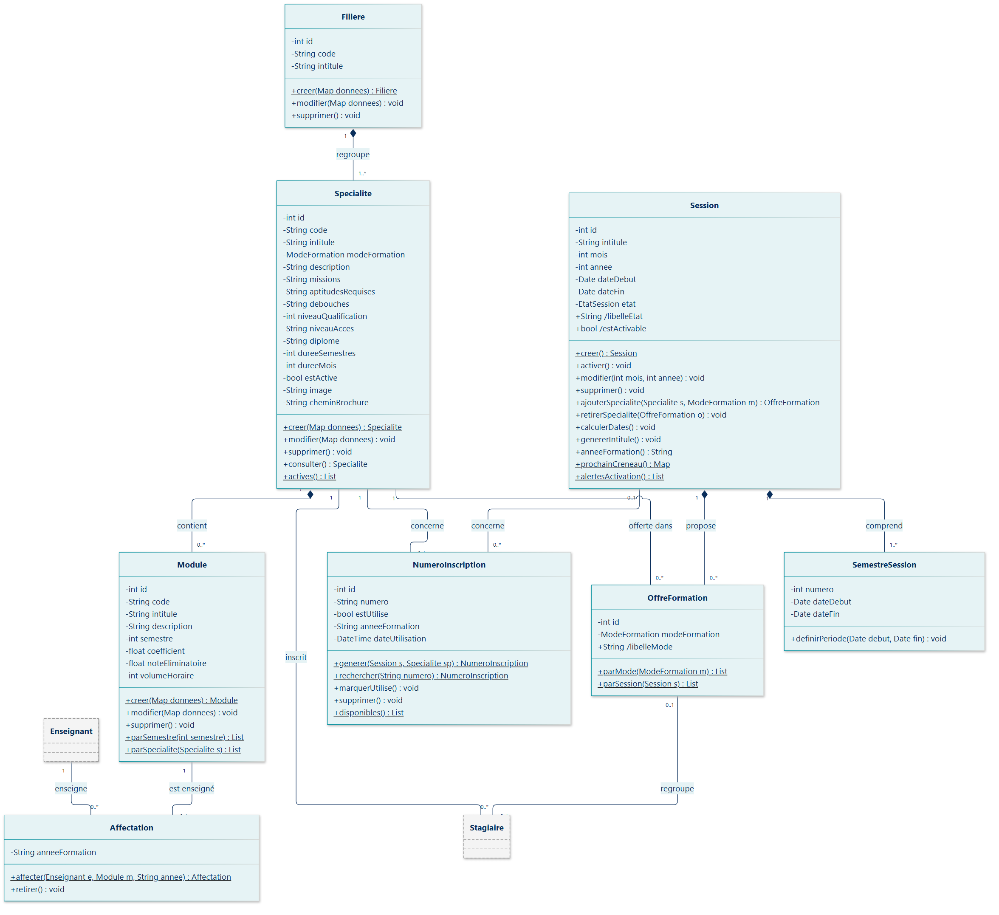 Filiere
-int id
-String code
-String intitule
+creer(Map donnees) : Filiere
+modifier(Map donnees) : void
+supprimer() : void
1
regroupe
1..*
Specialite
-int id
-String code
-String intitule
-ModeFormation modeFormation
-String description
-String missions
-String aptitudesRequises
-String debouches
-int niveauQualification
-String niveauAcces
-String diplome
-int dureeSemestres
-int dureeMois
-bool estActive
-String image
-String cheminBrochure
+creer(Map donnees) : Specialite
+modifier(Map donnees) : void
+supprimer() : void
+consulter() : Specialite
+actives() : List
Session
-int id
-String intitule
-int mois
-int annee
-Date dateDebut
-Date dateFin
-EtatSession etat
+String /libelleEtat
+bool /estActivable
+creer() : Session
+activer() : void
+modifier(int mois, int annee) : void
+supprimer() : void
+ajouterSpecialite(Specialite s, ModeFormation m) : OffreFormation
+retirerSpecialite(OffreFormation o) : void
+calculerDates() : void
+genererIntitule() : void
+anneeFormation() : String
+prochainCreneau() : Map
+alertesActivation() : List
1
1
1
0..1
1
1
contient
concerne
concerne
offerte dans
propose
comprend
0..*
0..*
1..*
0..*
0..*
Module
-int id
-String code
-String intitule
-String description
-int semestre
-float coefficient
-float noteEliminatoire
-int volumeHoraire
+creer(Map donnees) : Module
+modifier(Map donnees) : void
+supprimer() : void
+parSemestre(int semestre) : List
+parSpecialite(Specialite s) : List
inscrit
NumeroInscription
-int id
-String numero
-bool estUtilise
-String anneeFormation
-DateTime dateUtilisation
+generer(Session s, Specialite sp) : NumeroInscription
+rechercher(String numero) : NumeroInscription
+marquerUtilise() : void
+supprimer() : void
+disponibles() : List
OffreFormation
-int id
-ModeFormation modeFormation
+String /libelleMode
+parMode(ModeFormation m) : List
+parSession(Session s) : List
SemestreSession
-int numero
-Date dateDebut
-Date dateFin
+definirPeriode(Date debut, Date fin) : void
0..1
Enseignant
1
1
enseigne
est enseigné
regroupe
0..*
0..*
Affectation
-String anneeFormation
+affecter(Enseignant e, Module m, String annee) : Affectation
+retirer() : void
Stagiaire